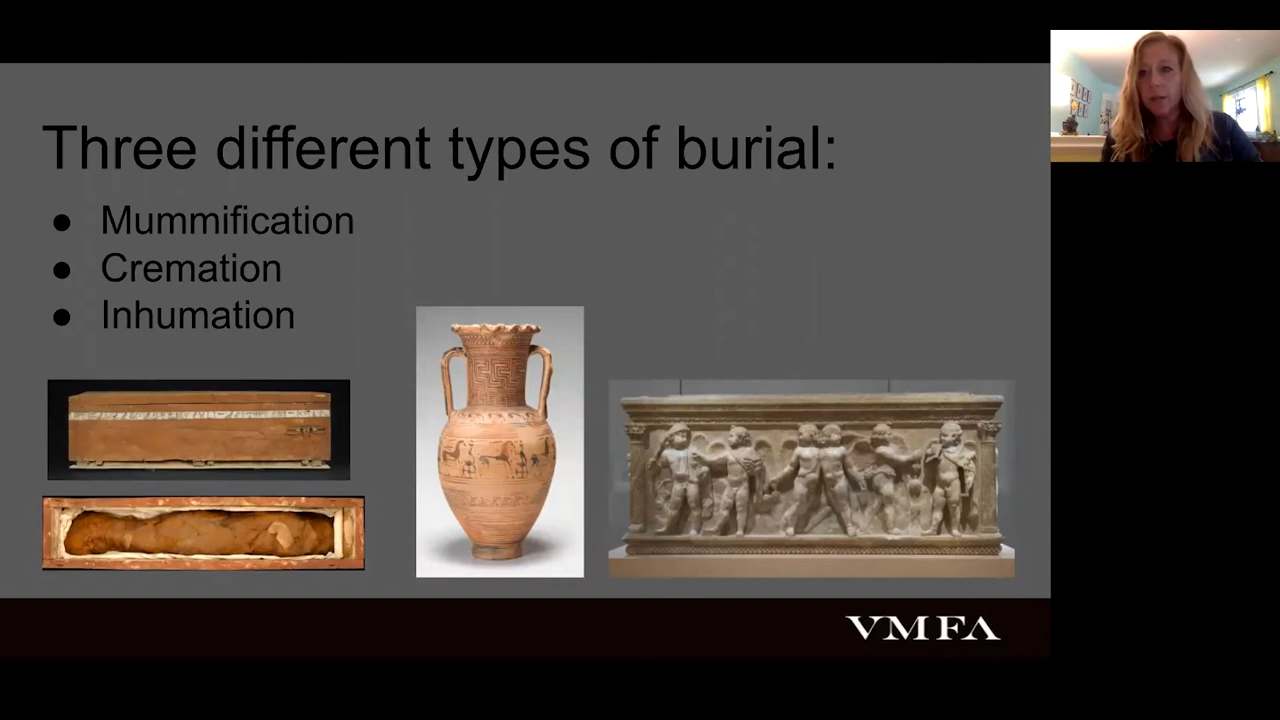 Three different types of burial:
● Mummification
● Cremation
● Inhumation
VMFA